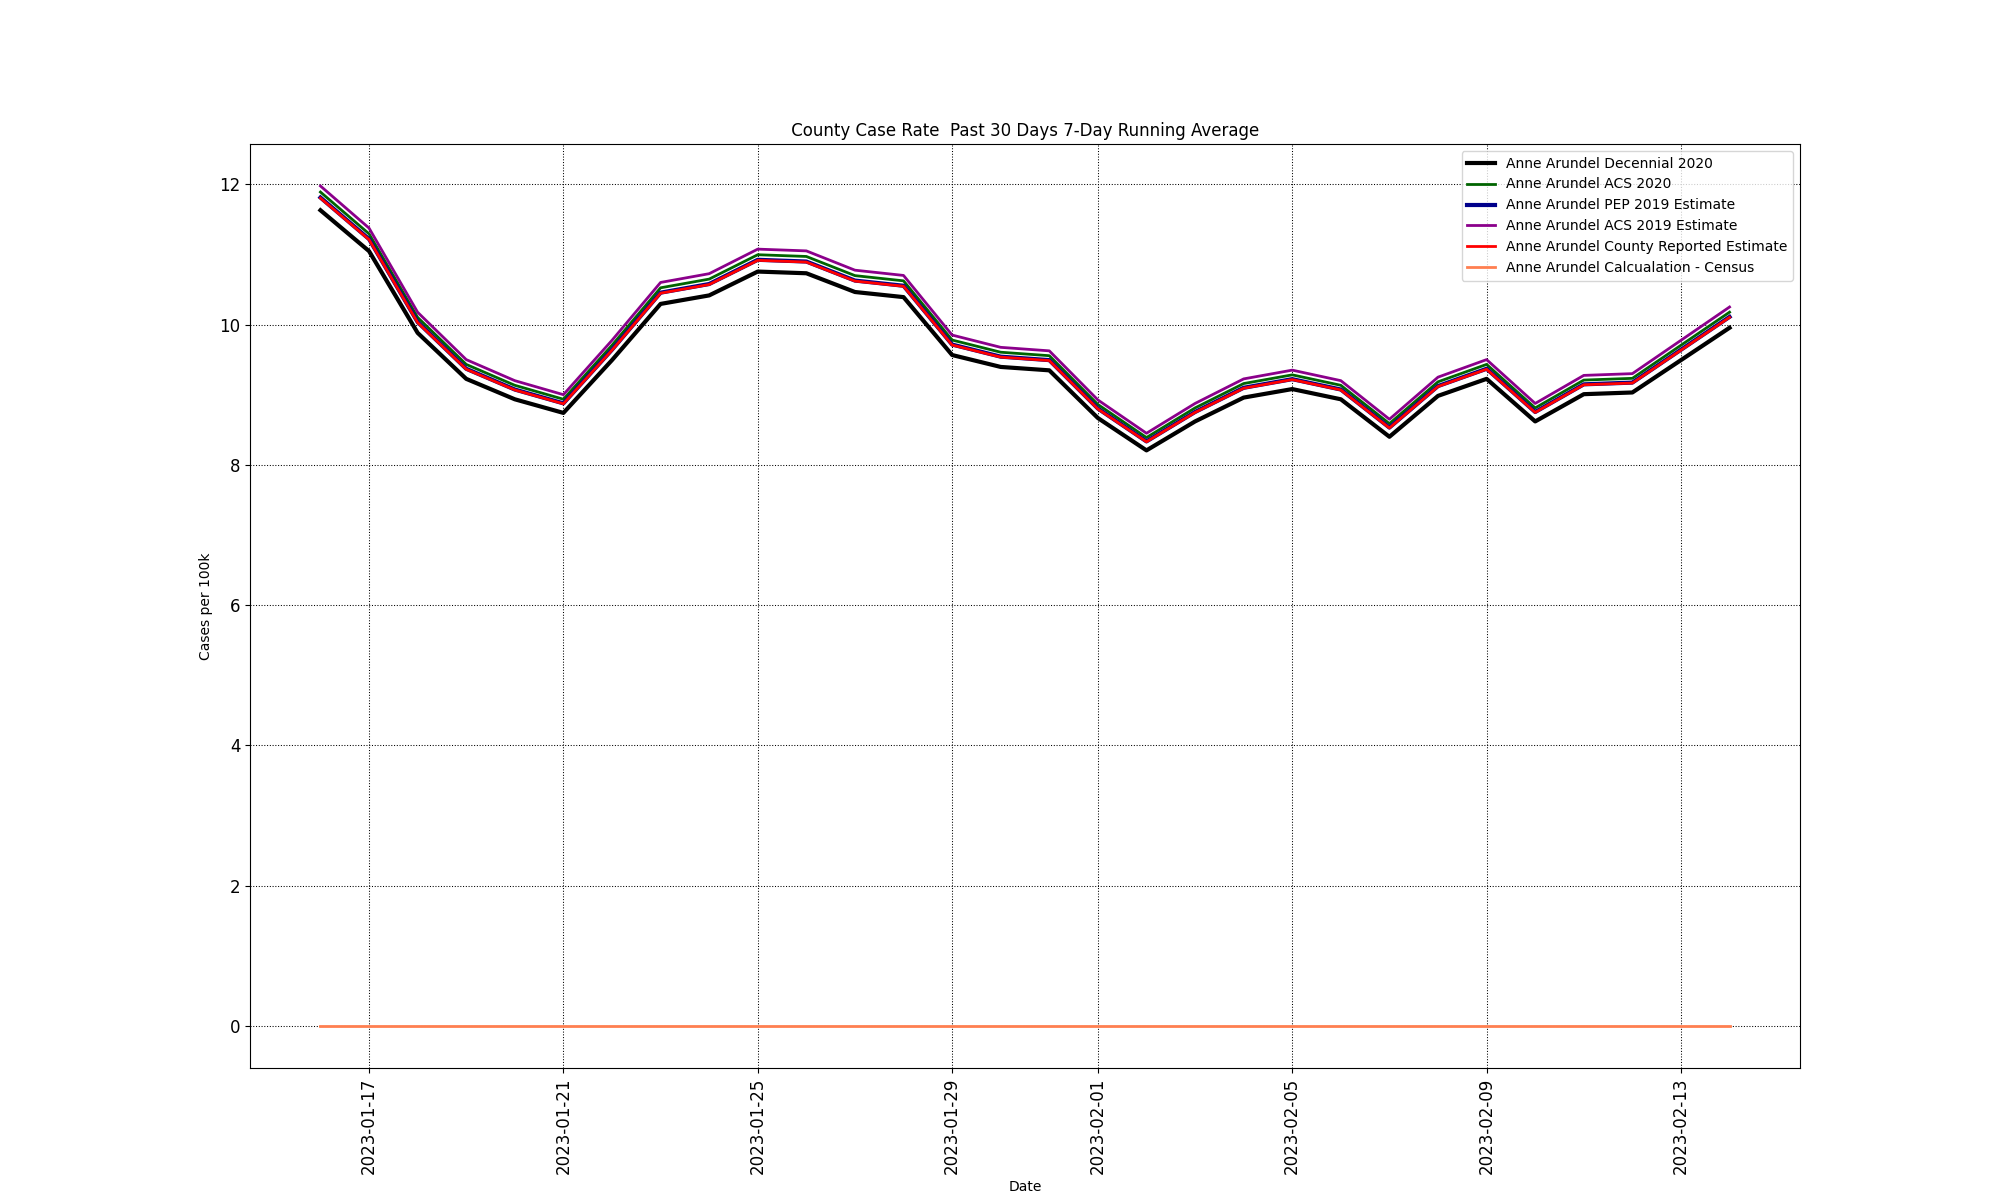 County Case Rate  Past 30 Days 7-Day Running Average
Anne Arundel Decennial 2020
Anne Arundel ACS 2020
Anne Arundel PEP 2019 Estimate
Anne Arundel ACS 2019 Estimate
Anne Arundel County Reported Estimate
Anne Arundel Calcualation - Census
12
10
8
6
4
2
0
Cases per 100k
2023-01-17
2023-01-21
2023-01-25
2023-01-29
2023-02-01
2023-02-05
2023-02-09
2023-02-13
Date